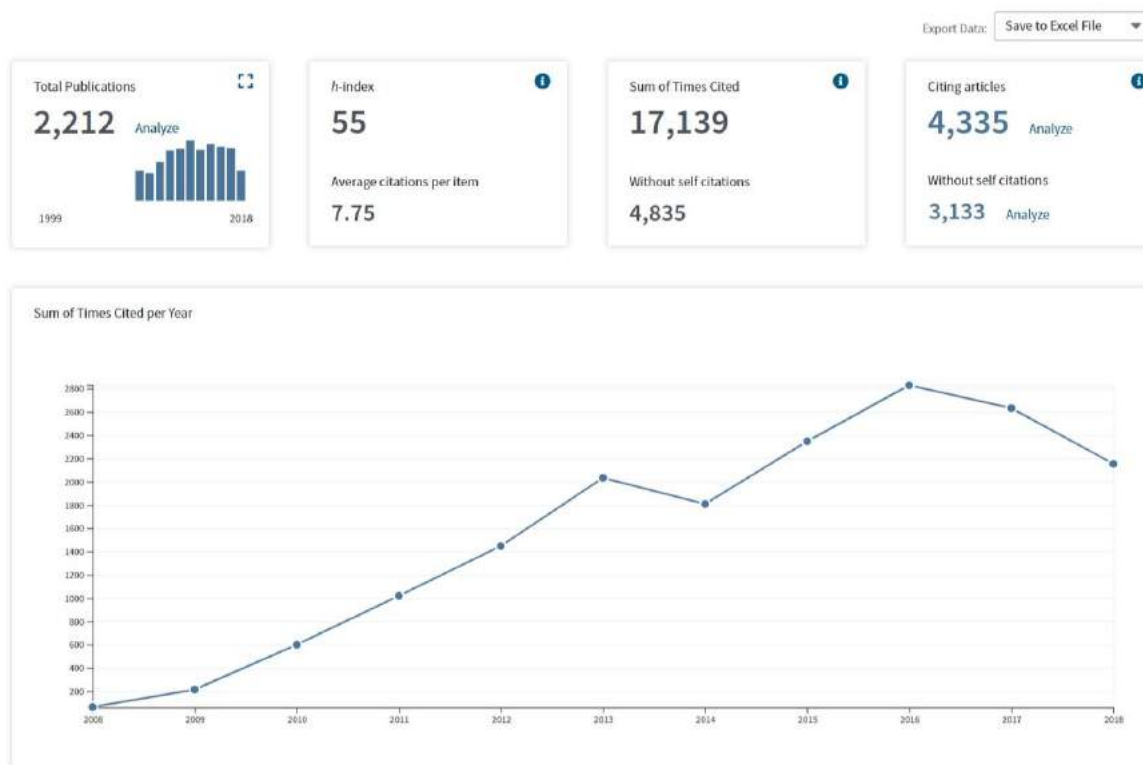 Export Data: Save to Excel File
Total Publications
2,212 Analyze
1999 2018
h-index
55
Average citations per item
7.75
Sum of Times Cited
17,139
Without self citations
4,835
Citing articles
4,335 Analyze
Without self citations
3,133 Analyze
Sum of Times Cited per Year
2800
2600
2400
2200
2000
1800
1600
1400
1200
1000
800
600
400
200
2008 2009 2010 2011 2012 2013 2014 2015 2016 2017 2018